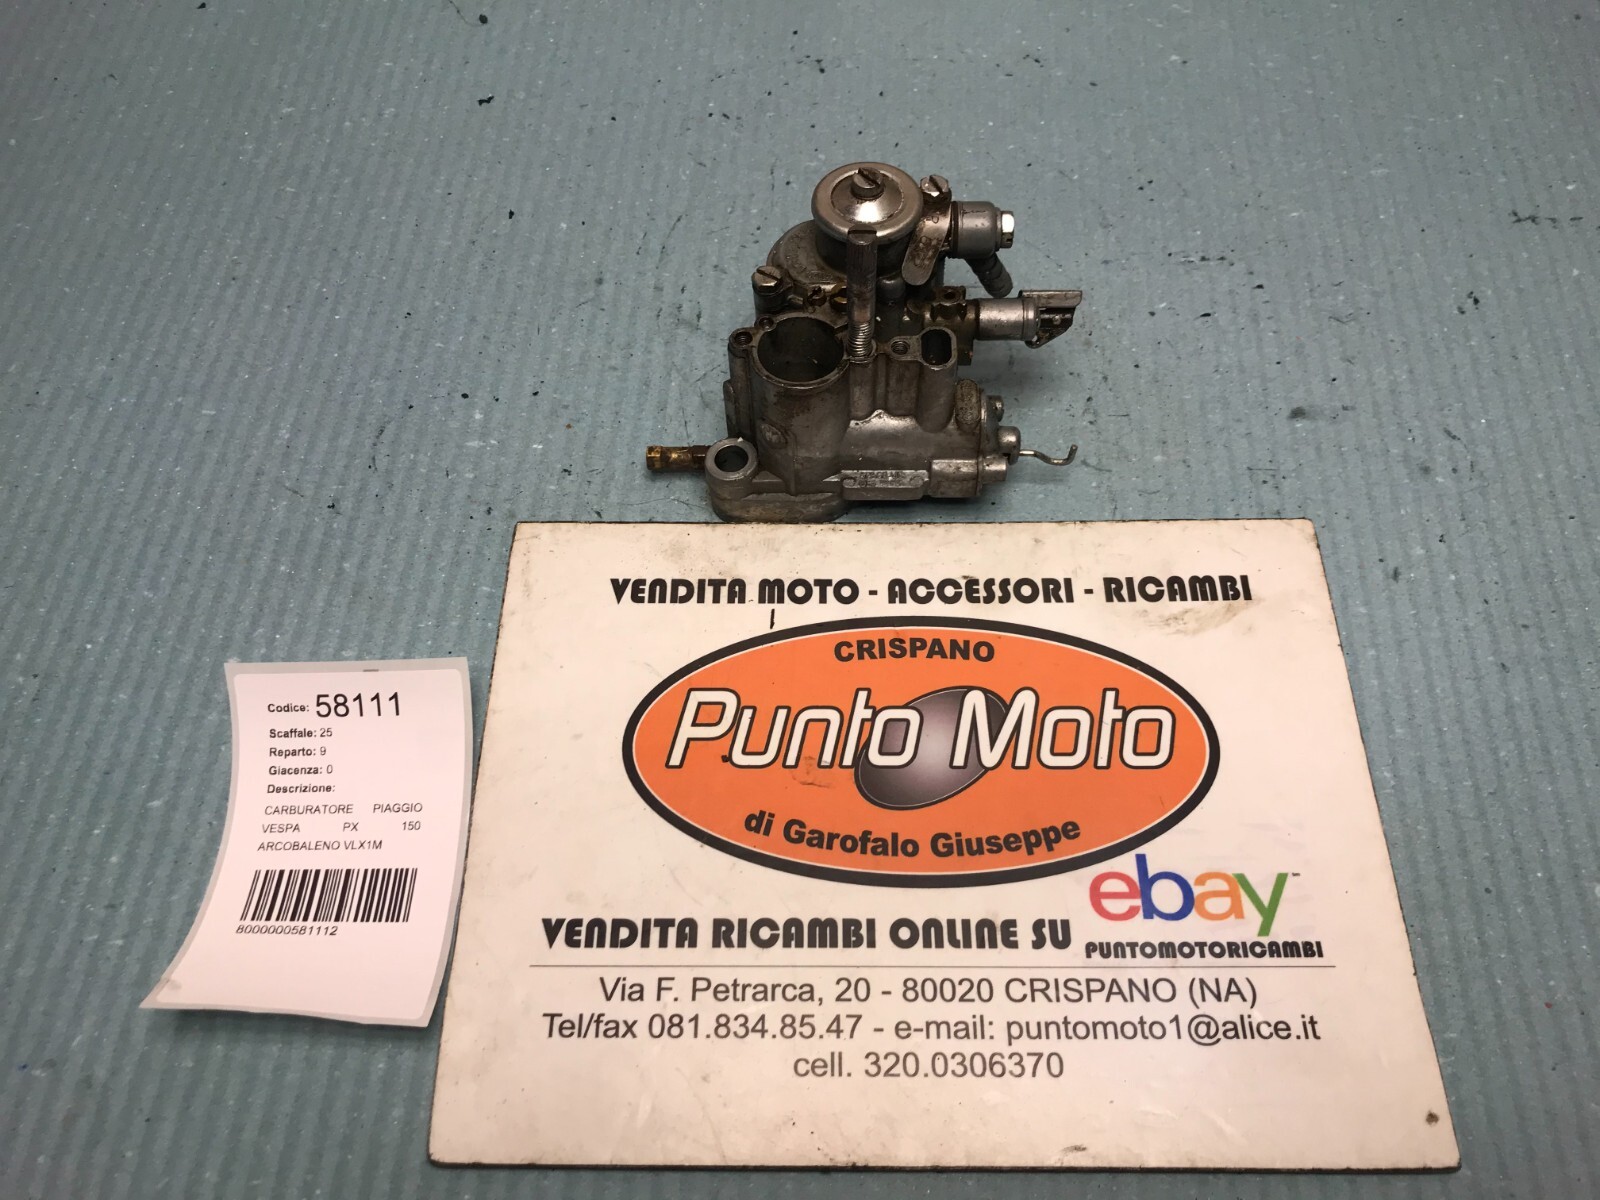 Codice: 58111
Scaffale: 25
Reparto: 9
Giacenza: 0
Descrizione:
CARBURATORE PIAGGIO
VESPA PX 150
ARCOBALENO VLX1M
8000000581112
VENDITA MOTO - ACCESSORI - RICAMBI
CRISPANO
Punto Moto
di Garofalo Giuseppe
ebay
VENDITA RICAMBI ONLINE SU
PUNTOMOTORICAMBI
Via F. Petrarca, 20 - 80020 CRISPANO (NA)
Tel/fax 081.834.85.47 - e-mail: puntomoto1@alice.it
cell. 320.0306370